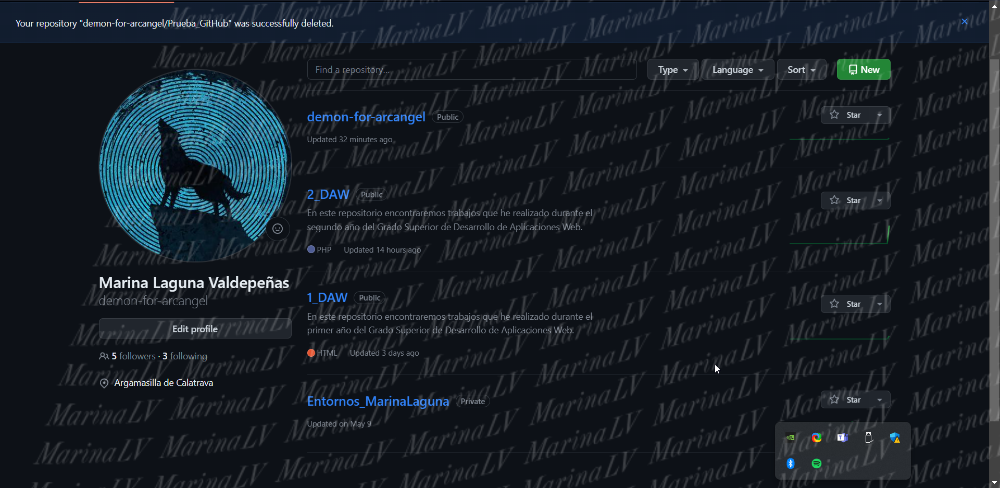 Your repository "demon-for-arcangel/Prueba_GitHub" was successfully deleted.
Find a repository...
Type
Language
Sort
New
demon-for-arcangel Public
Star
Updated 32 minutes ago
2_DAW Public
Star
En este repositorio encontraremos trabajos que he realizado durante el
segundo año del Grado Superior de Desarrollo de Aplicaciones Web.
PHP Updated 14 hours ago
Marina Laguna Valdepeñas
demon-for-arcangel
Edit profile
5 followers · 3 following
Argamasilla de Calatrava
1_DAW Public
Star
En este repositorio encontraremos trabajos que he realizado durante el
primer año del Grado Superior de Desarrollo de Aplicaciones Web.
HTML Updated 3 days ago
Entornos_MarinaLaguna Private
Star
Updated on May 9
MarinaLV